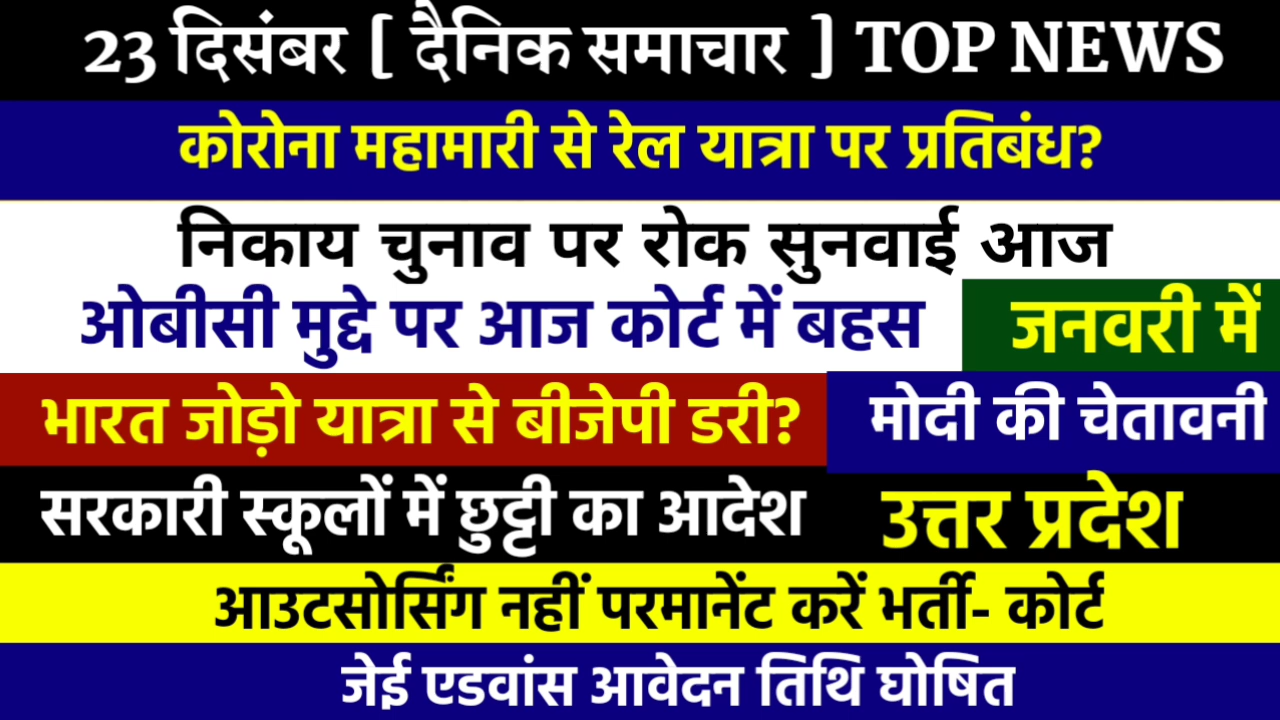 23 दिसंबर [ दैनिक समाचार ] TOP NEWS
कोरोना महामारी से रेल यात्रा पर प्रतिबंध?
निकाय चुनाव पर रोक सुनवाई आज
ओबीसी मुद्दे पर आज कोर्ट में बहस जनवरी में
भारत जोड़ो यात्रा से बीजेपी डरी? मोदी की चेतावनी
सरकारी स्कूलों में छुट्टी का आदेश उत्तर प्रदेश
आउटसोर्सिंग नहीं परमानेंट करें भर्ती- कोर्ट
जेई एडवांस आवेदन तिथि घोषित